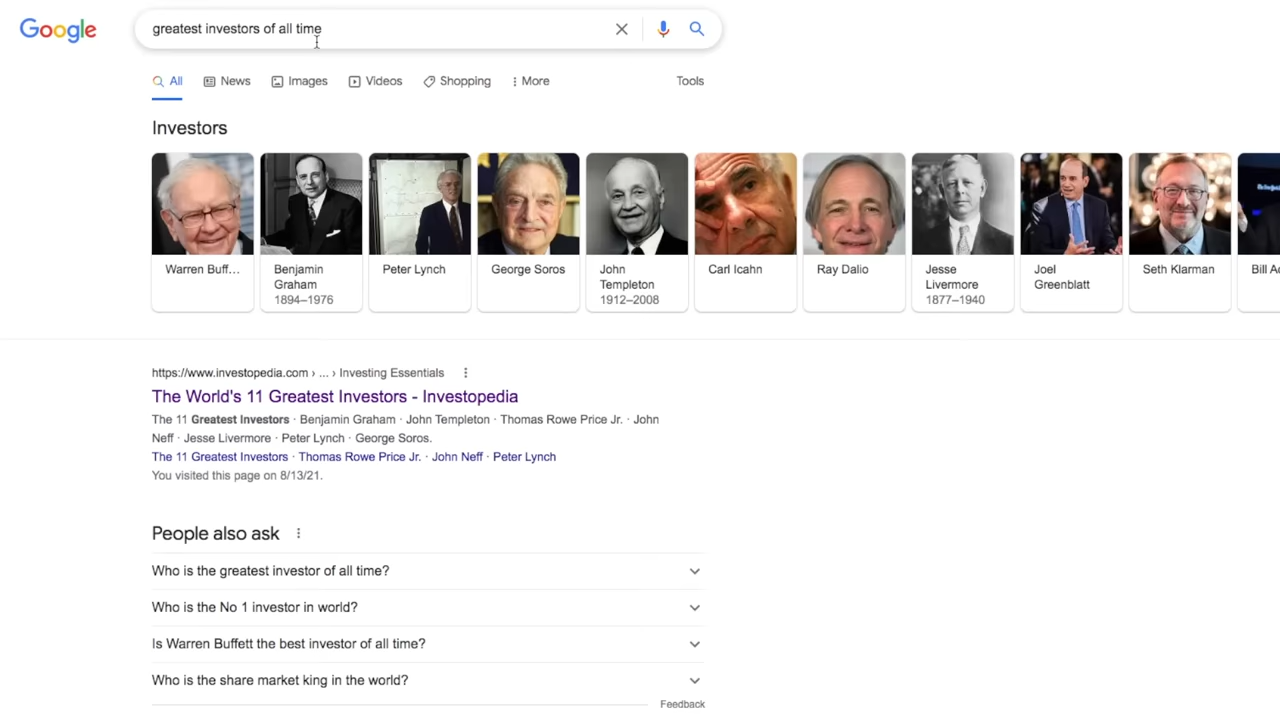 Google
greatest investors of all time
All
News
Images
Videos
Shopping
More
Tools
Investors
Warren Buff...
Benjamin
Graham
1894–1976
Peter Lynch
George Soros
John
Templeton
1912–2008
Carl Icahn
Ray Dalio
Jesse
Livermore
1877–1940
Joel
Greenblatt
Seth Klarman
Bill
https://www.investopedia.com › ... › Investing Essentials
The World's 11 Greatest Investors - Investopedia
The 11 Greatest Investors · Benjamin Graham · John Templeton · Thomas Rowe Price Jr. · John
Neff · Jesse Livermore · Peter Lynch · George Soros.
The 11 Greatest Investors · Thomas Rowe Price Jr. · John Neff · Peter Lynch
You visited this page on 8/13/21.
People also ask
Who is the greatest investor of all time?
Who is the No 1 investor in world?
Is Warren Buffett the best investor of all time?
Who is the share market king in the world?
Feedback